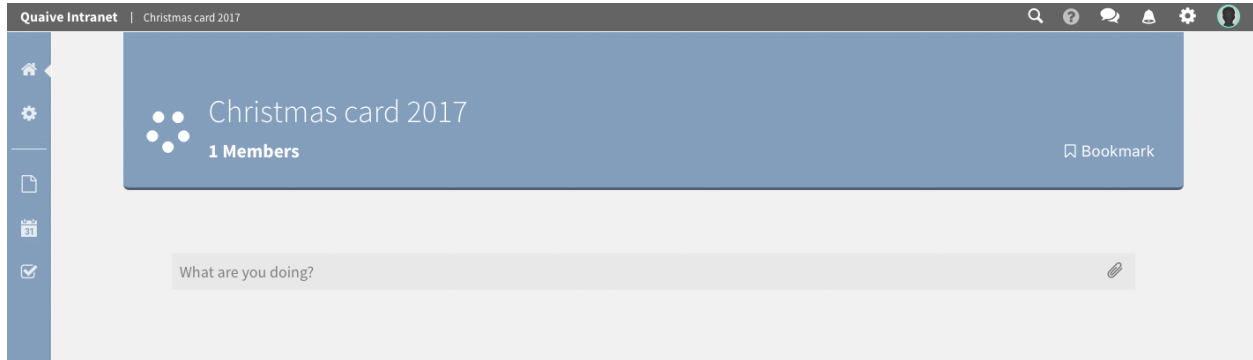 Quaive Intranet | Christmas card 2017
Christmas card 2017
1 Members
Bookmark
31
What are you doing?